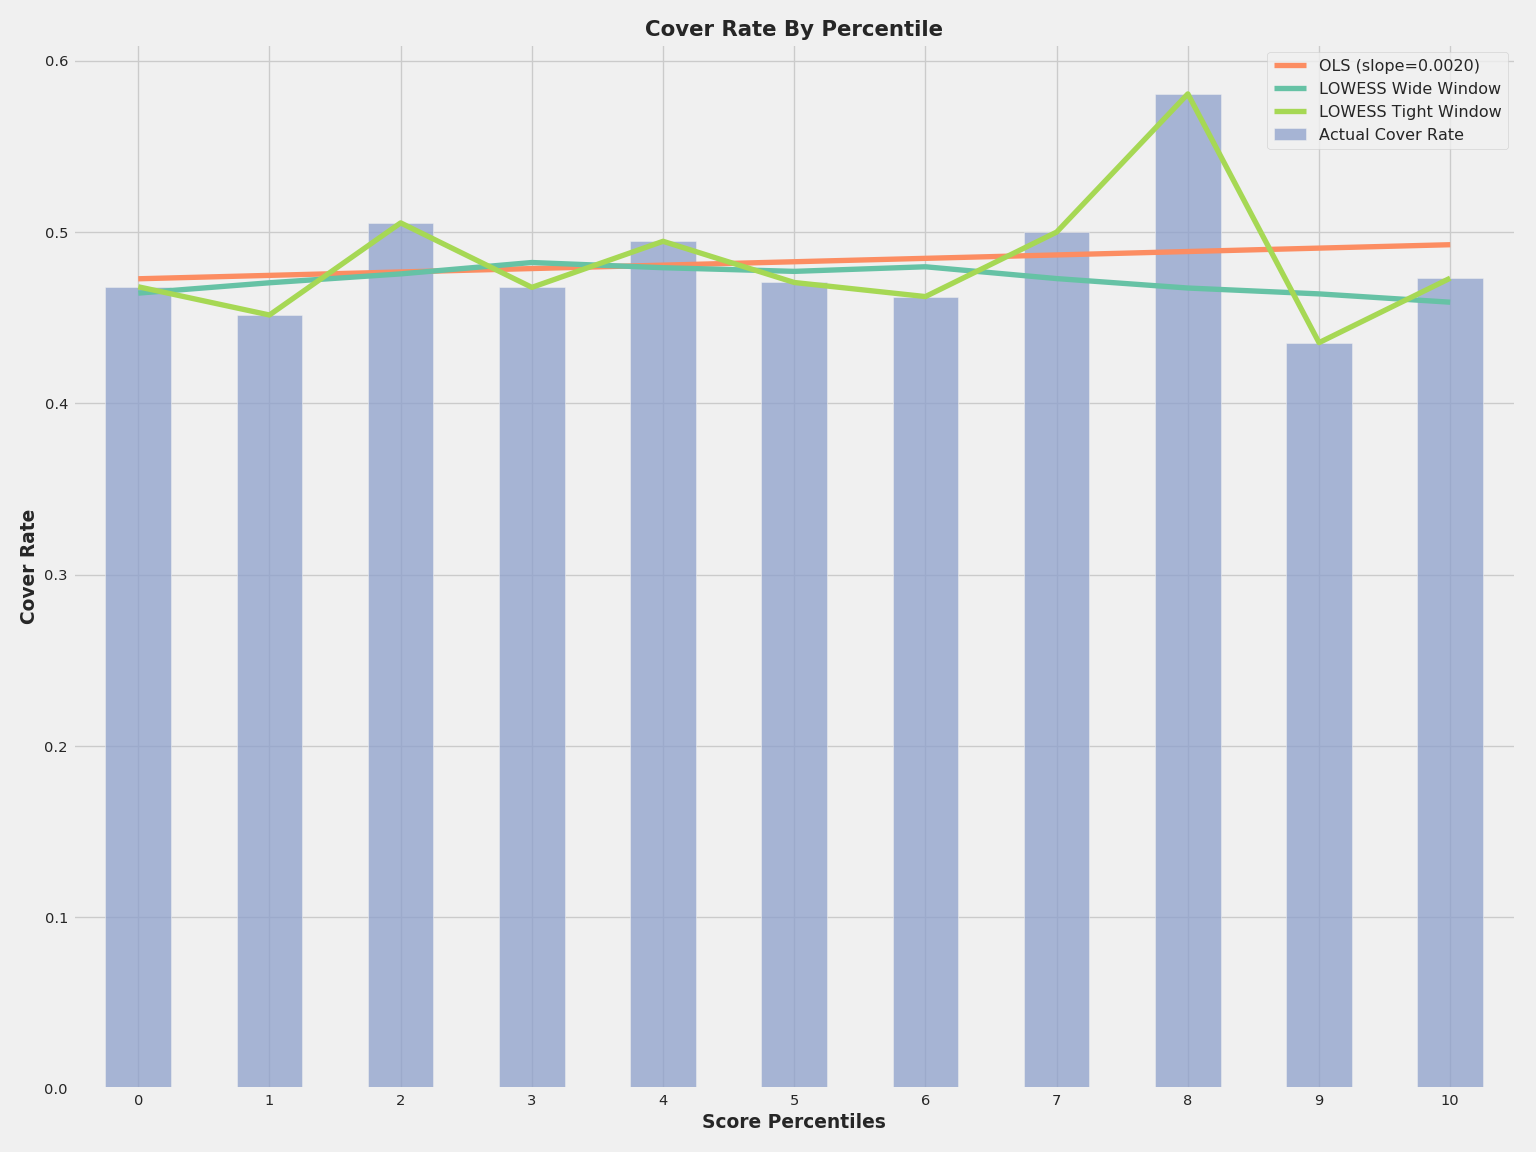 Cover Rate By Percentile
OLS (slope=0.0020)
LOWESS Wide Window
LOWESS Tight Window
Actual Cover Rate
Cover Rate
0.6
0.5
0.4
0.3
0.2
0.1
0.0
0 1 2 3 4 5 6 7 8 9 10
Score Percentiles